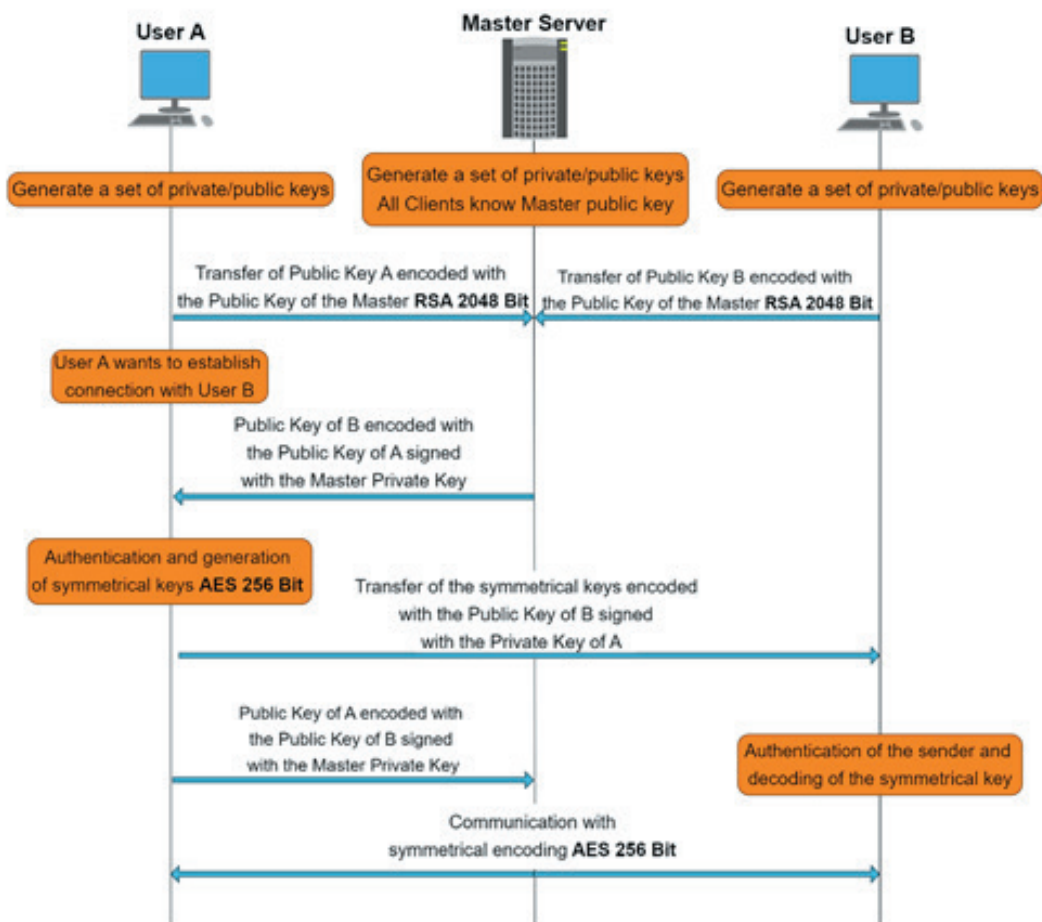 User A
Master Server
User B
Generate a set of private/public keys
Generate a set of private/public keys
All Clients know Master public key
Generate a set of private/public keys
Transfer of Public Key A encoded with
the Public Key of the Master RSA 2048 Bit
Transfer of Public Key B encoded with
the Public Key of the Master RSA 2048 Bit
User A wants to establish
connection with User B
Public Key of B encoded with
the Public Key of A signed
with the Master Private Key
Authentication and generation
of symmetrical keys AES 256 Bit
Transfer of the symmetrical keys encoded
with the Public Key of B signed
with the Private Key of A
Public Key of A encoded with
the Public Key of B signed
with the Master Private Key
Authentication of the sender and
decoding of the symmetrical key
Communication with
symmetrical encoding AES 256 Bit